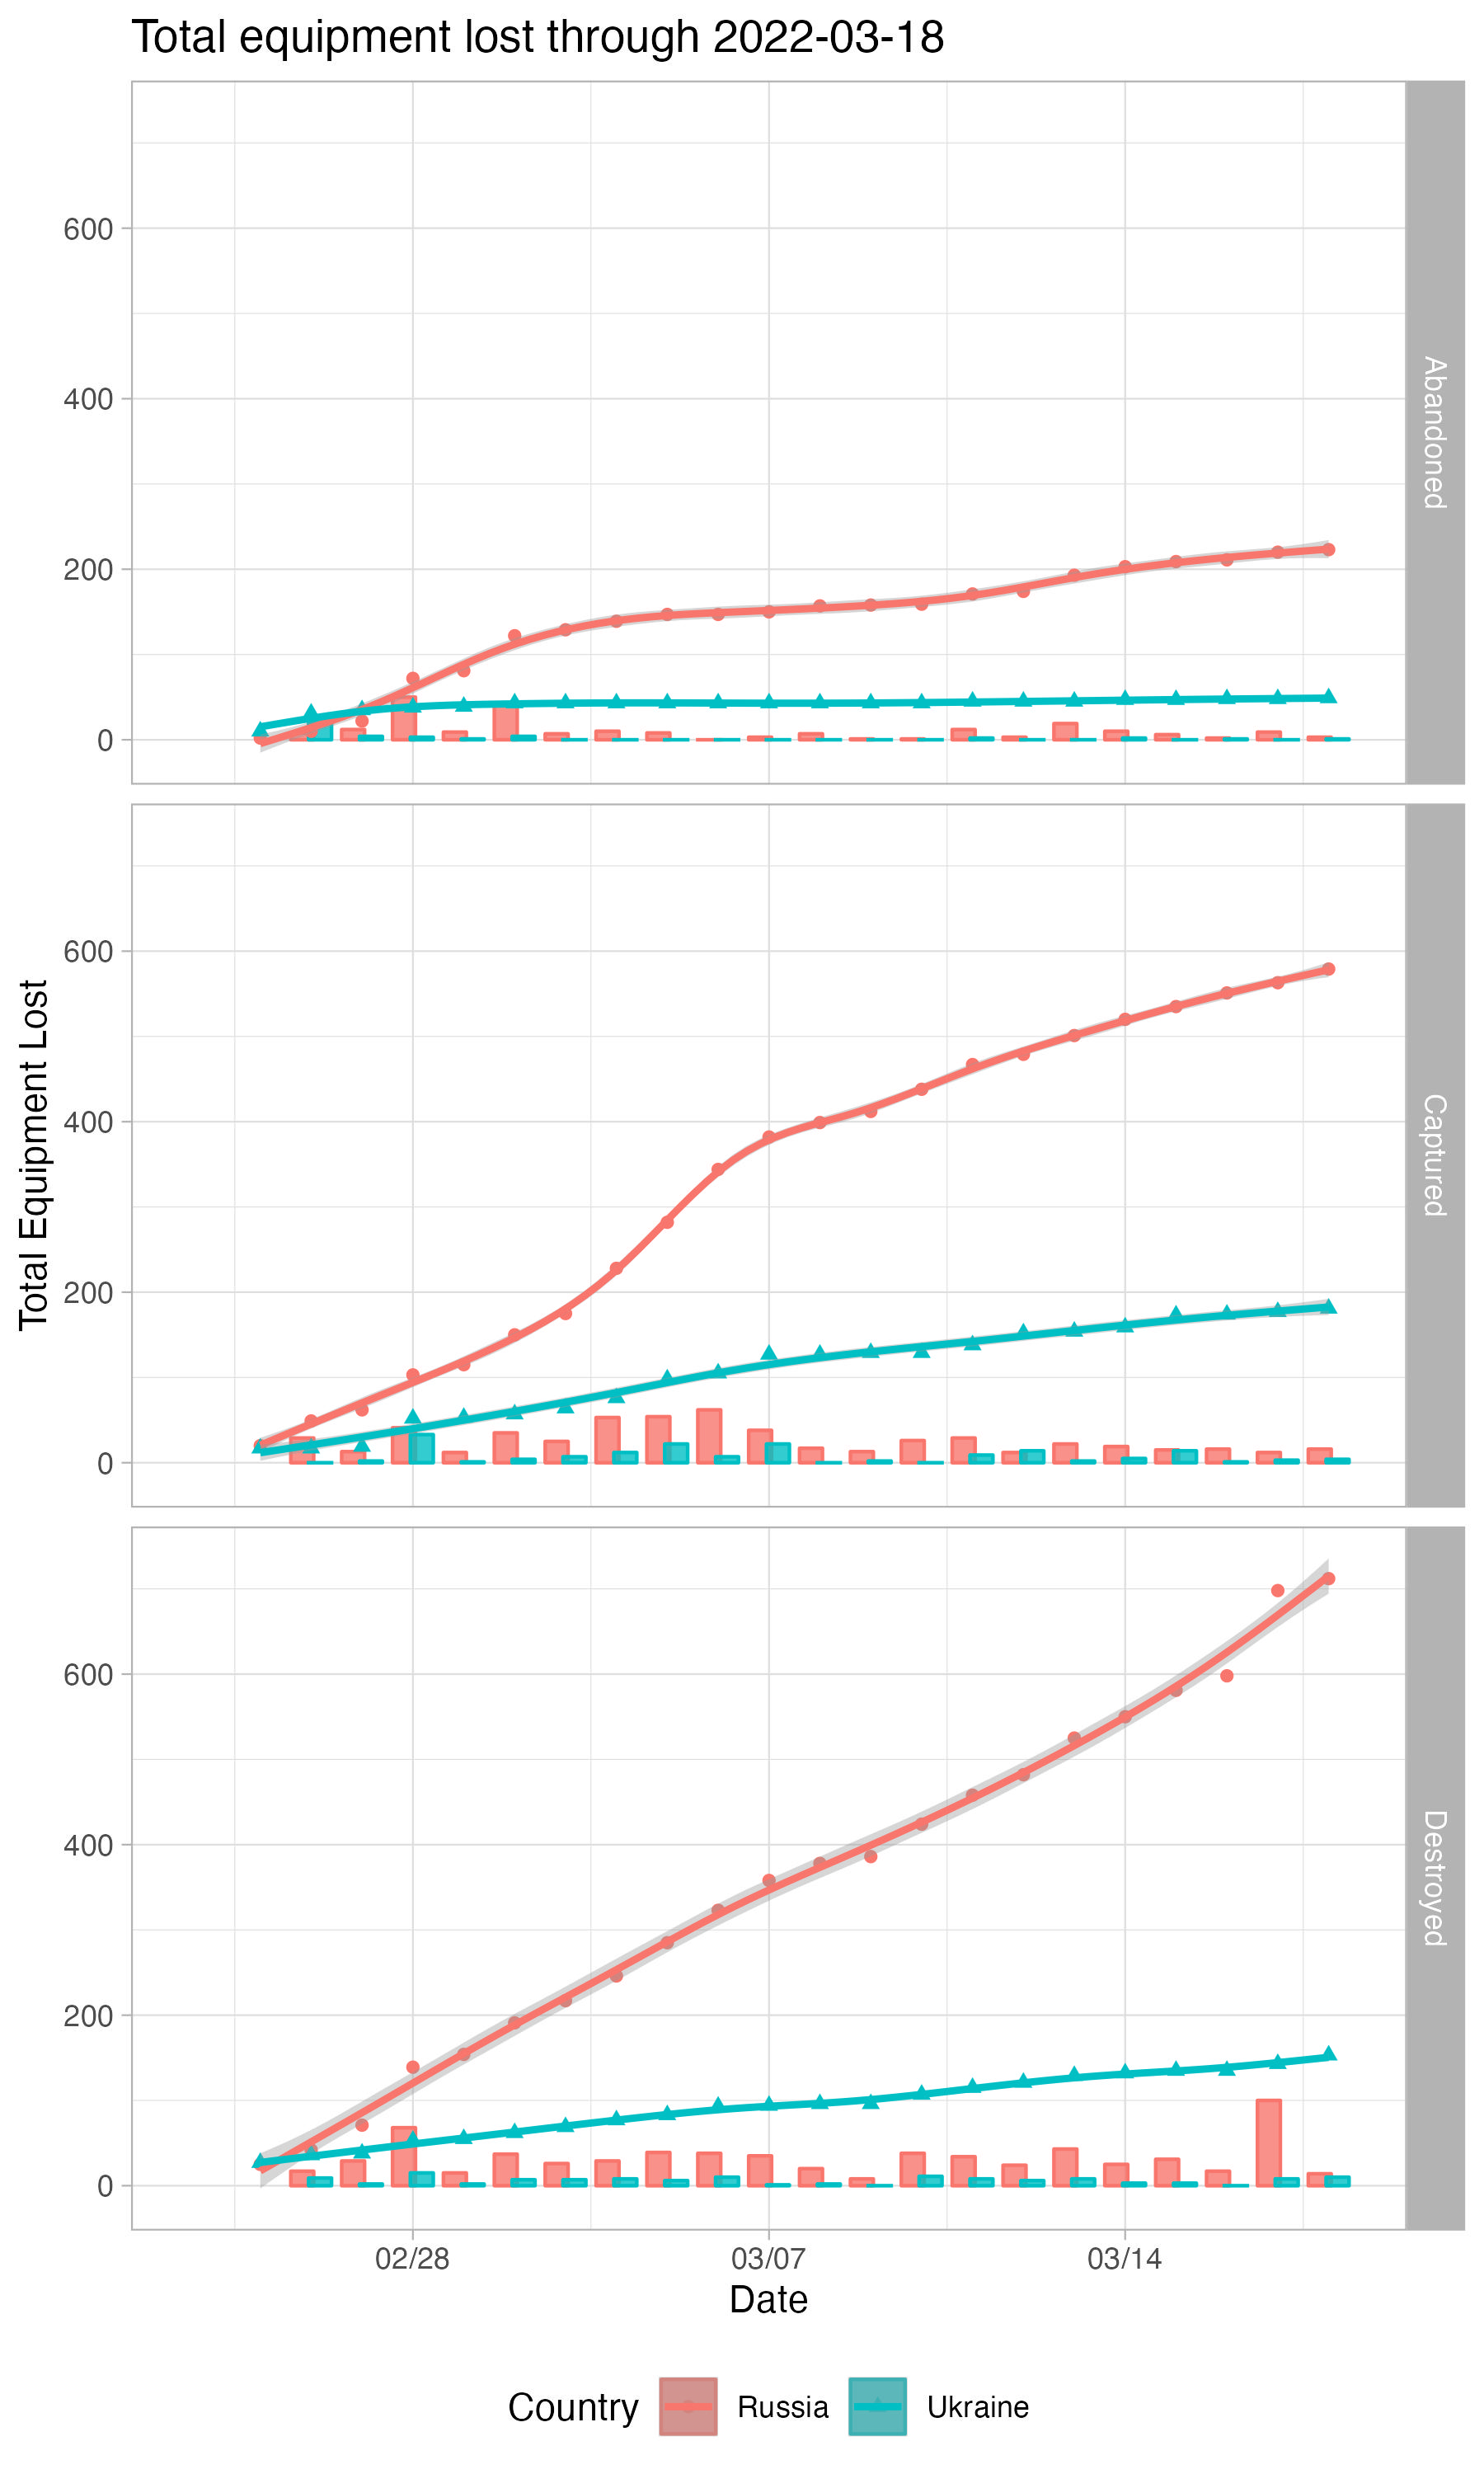 Total equipment lost through 2022-03-18
600
400
200
0
Abandoned
Total Equipment Lost
600
400
200
0
Captured
600
400
200
0
Destroyed
02/28 03/07 03/14
Date
Country Russia Ukraine